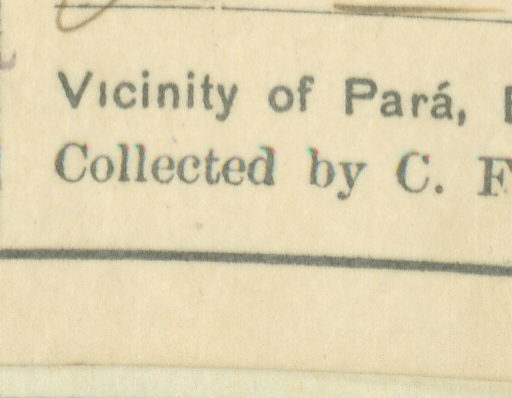 Vicinity of Pará,
Collected by C.